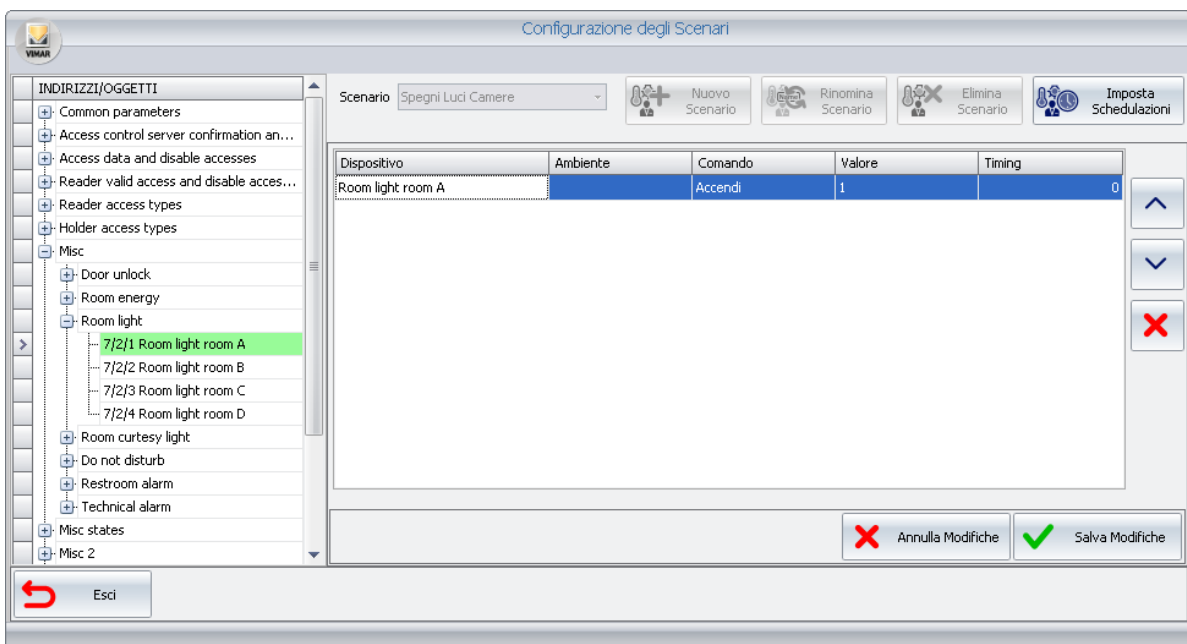 Configurazione degli Scenari
VIMAR
INDIRIZZI/OGGETTI
Common parameters
Access control server confirmation an...
Access data and disable accesses
Reader valid access and disable acces...
Reader access types
Holder access types
Misc
Door unlock
Room energy
Room light
7/2/1 Room light room A
7/2/2 Room light room B
7/2/3 Room light room C
7/2/4 Room light room D
Room curtesy light
Do not disturb
Restroom alarm
Technical alarm
Misc states
Misc 2
Scenario Spegni Luci Camere
Nuovo
Scenario
Rinomina
Scenario
Elimina
Scenario
Imposta
Schedulazioni
Dispositivo Ambiente Comando Valore Timing
Room light room A Accendi 1 0
Annulla Modifiche Salva Modifiche
Esci